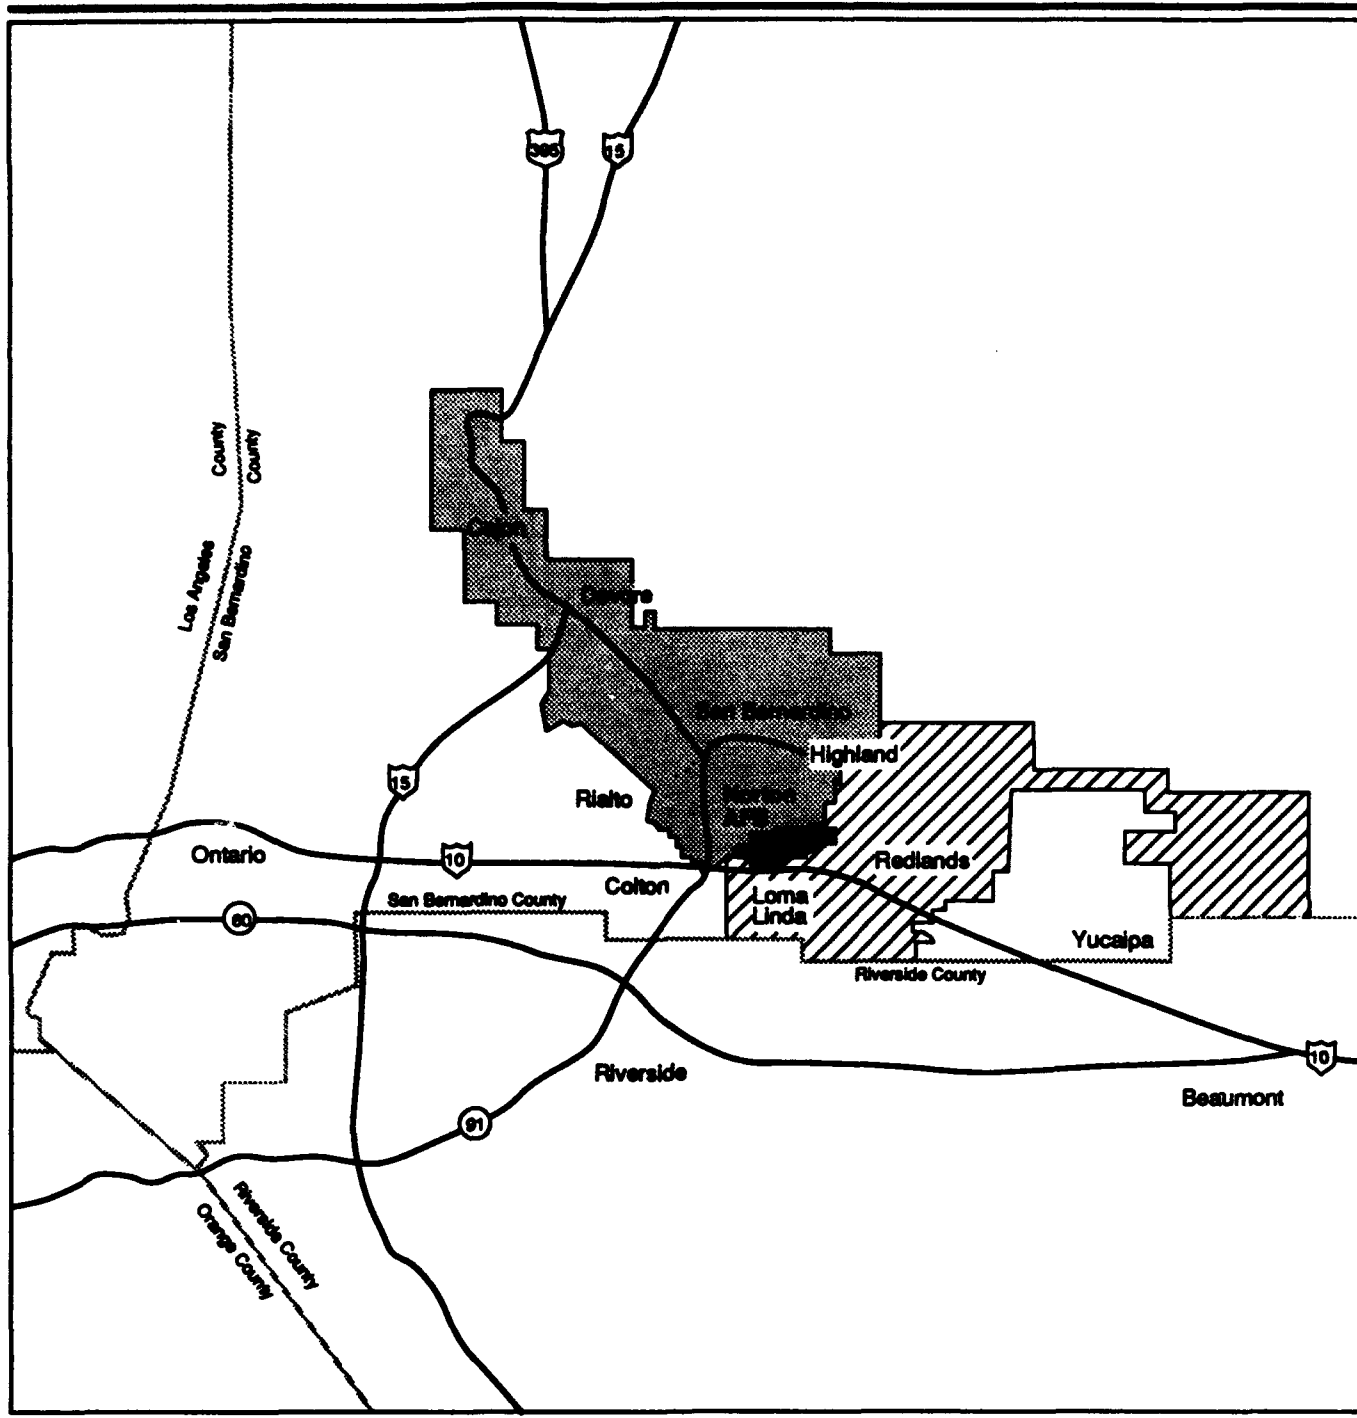 395
15
County
County
Cajon
Los Angeles
San Bernardino
Devore
San Bernardino
Highland
15
Rialto
Norton
AFB
Ontario
10
Redlands
Colton
Loma
Linda
San Bernardino County
60
Yucaipa
Riverside County
10
Riverside
Beaumont
91
Riverside County
Orange County